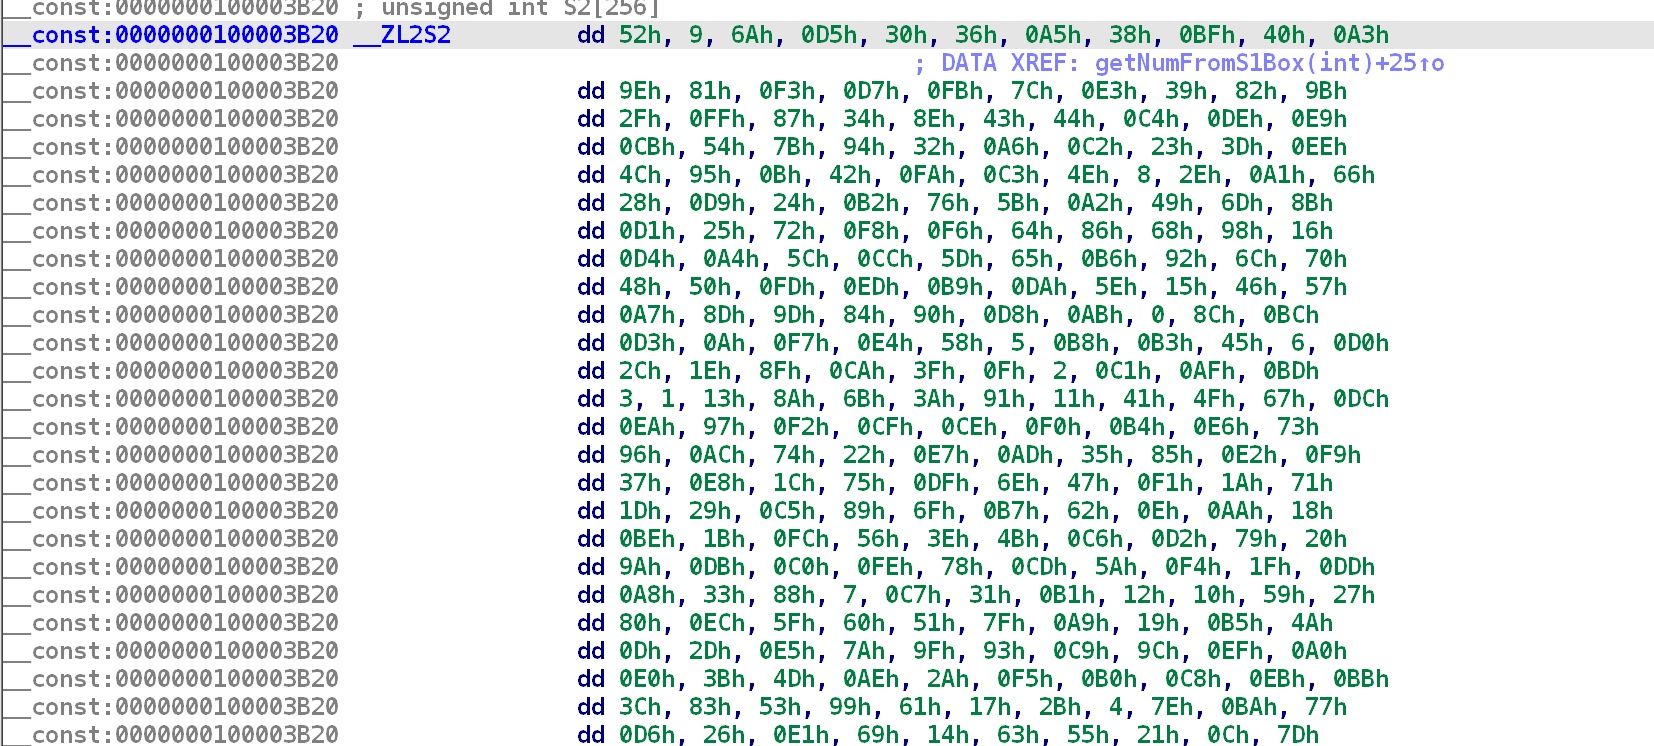 __const:0000000100003B20 ; unsigned int S2[256]
__const:0000000100003B20 __ZL2S2 dd 52h, 9, 6Ah, 0D5h, 30h, 36h, 0A5h, 38h, 0BFh, 40h, 0A3h
__const:0000000100003B20 ; DATA XREF: getNumFromS1Box(int)+25↑o
__const:0000000100003B20 dd 9Eh, 81h, 0F3h, 0D7h, 0FBh, 7Ch, 0E3h, 39h, 82h, 9Bh
__const:0000000100003B20 dd 2Fh, 0FFh, 87h, 34h, 8Eh, 43h, 44h, 0C4h, 0DEh, 0E9h
__const:0000000100003B20 dd 0CBh, 54h, 7Bh, 94h, 32h, 0A6h, 0C2h, 23h, 3Dh, 0EEh
__const:0000000100003B20 dd 4Ch, 95h, 0Bh, 42h, 0FAh, 0C3h, 4Eh, 8, 2Eh, 0A1h, 66h
__const:0000000100003B20 dd 28h, 0D9h, 24h, 0B2h, 76h, 5Bh, 0A2h, 49h, 6Dh, 8Bh
__const:0000000100003B20 dd 0D1h, 25h, 72h, 0F8h, 0F6h, 64h, 86h, 68h, 98h, 16h
__const:0000000100003B20 dd 0D4h, 0A4h, 5Ch, 0CCh, 5Dh, 65h, 0B6h, 92h, 6Ch, 70h
__const:0000000100003B20 dd 48h, 50h, 0FDh, 0EDh, 0B9h, 0DAh, 5Eh, 15h, 46h, 57h
__const:0000000100003B20 dd 0A7h, 8Dh, 9Dh, 84h, 90h, 0D8h, 0ABh, 0, 8Ch, 0BCh
__const:0000000100003B20 dd 0D3h, 0Ah, 0F7h, 0E4h, 58h, 5, 0B8h, 0B3h, 45h, 6, 0D0h
__const:0000000100003B20 dd 2Ch, 1Eh, 8Fh, 0CAh, 3Fh, 0Fh, 2, 0C1h, 0AFh, 0BDh
__const:0000000100003B20 dd 3, 1, 13h, 8Ah, 6Bh, 3Ah, 91h, 11h, 41h, 4Fh, 67h, 0DCh
__const:0000000100003B20 dd 0EAh, 97h, 0F2h, 0CFh, 0CEh, 0F0h, 0B4h, 0E6h, 73h
__const:0000000100003B20 dd 96h, 0ACh, 74h, 22h, 0E7h, 0ADh, 35h, 85h, 0E2h, 0F9h
__const:0000000100003B20 dd 37h, 0E8h, 1Ch, 75h, 0DFh, 6Eh, 47h, 0F1h, 1Ah, 71h
__const:0000000100003B20 dd 1Dh, 29h, 0C5h, 89h, 6Fh, 0B7h, 62h, 0Eh, 0AAh, 18h
__const:0000000100003B20 dd 0BEh, 1Bh, 0FCh, 56h, 3Eh, 4Bh, 0C6h, 0D2h, 79h, 20h
__const:0000000100003B20 dd 9Ah, 0DBh, 0C0h, 0FEh, 78h, 0CDh, 5Ah, 0F4h, 1Fh, 0DDh
__const:0000000100003B20 dd 0A8h, 33h, 88h, 7, 0C7h, 31h, 0B1h, 12h, 10h, 59h, 27h
__const:0000000100003B20 dd 80h, 0ECh, 5Fh, 60h, 51h, 7Fh, 0A9h, 19h, 0B5h, 4Ah
__const:0000000100003B20 dd 0Dh, 2Dh, 0E5h, 7Ah, 9Fh, 93h, 0C9h, 9Ch, 0EFh, 0A0h
__const:0000000100003B20 dd 0E0h, 3Bh, 4Dh, 0AEh, 2Ah, 0F5h, 0B0h, 0C8h, 0EBh, 0BBh
__const:0000000100003B20 dd 3Ch, 83h, 53h, 99h, 61h, 17h, 2Bh, 4, 7Eh, 0BAh, 77h
__const:0000000100003B20 dd 0D6h, 26h, 0E1h, 69h, 14h, 63h, 55h, 21h, 0Ch, 7Dh